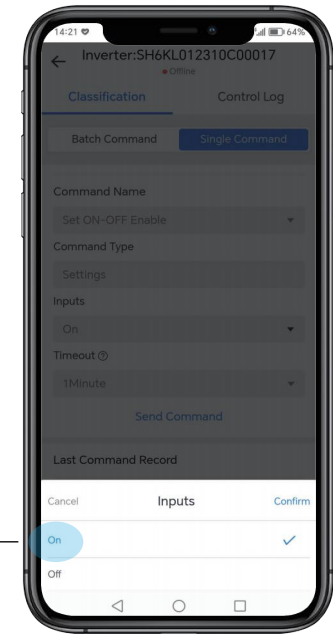 14:21 64%
Inverter:SH6KL012310C00017
Offline
Classification Control Log
Batch Command Single Command
Command Name
Set ON-OFF Enable
Command Type
Settings
Inputs
On
Timeout ?
1Minute
Send Command
Last Command Record
Cancel Inputs Confirm
On
Off